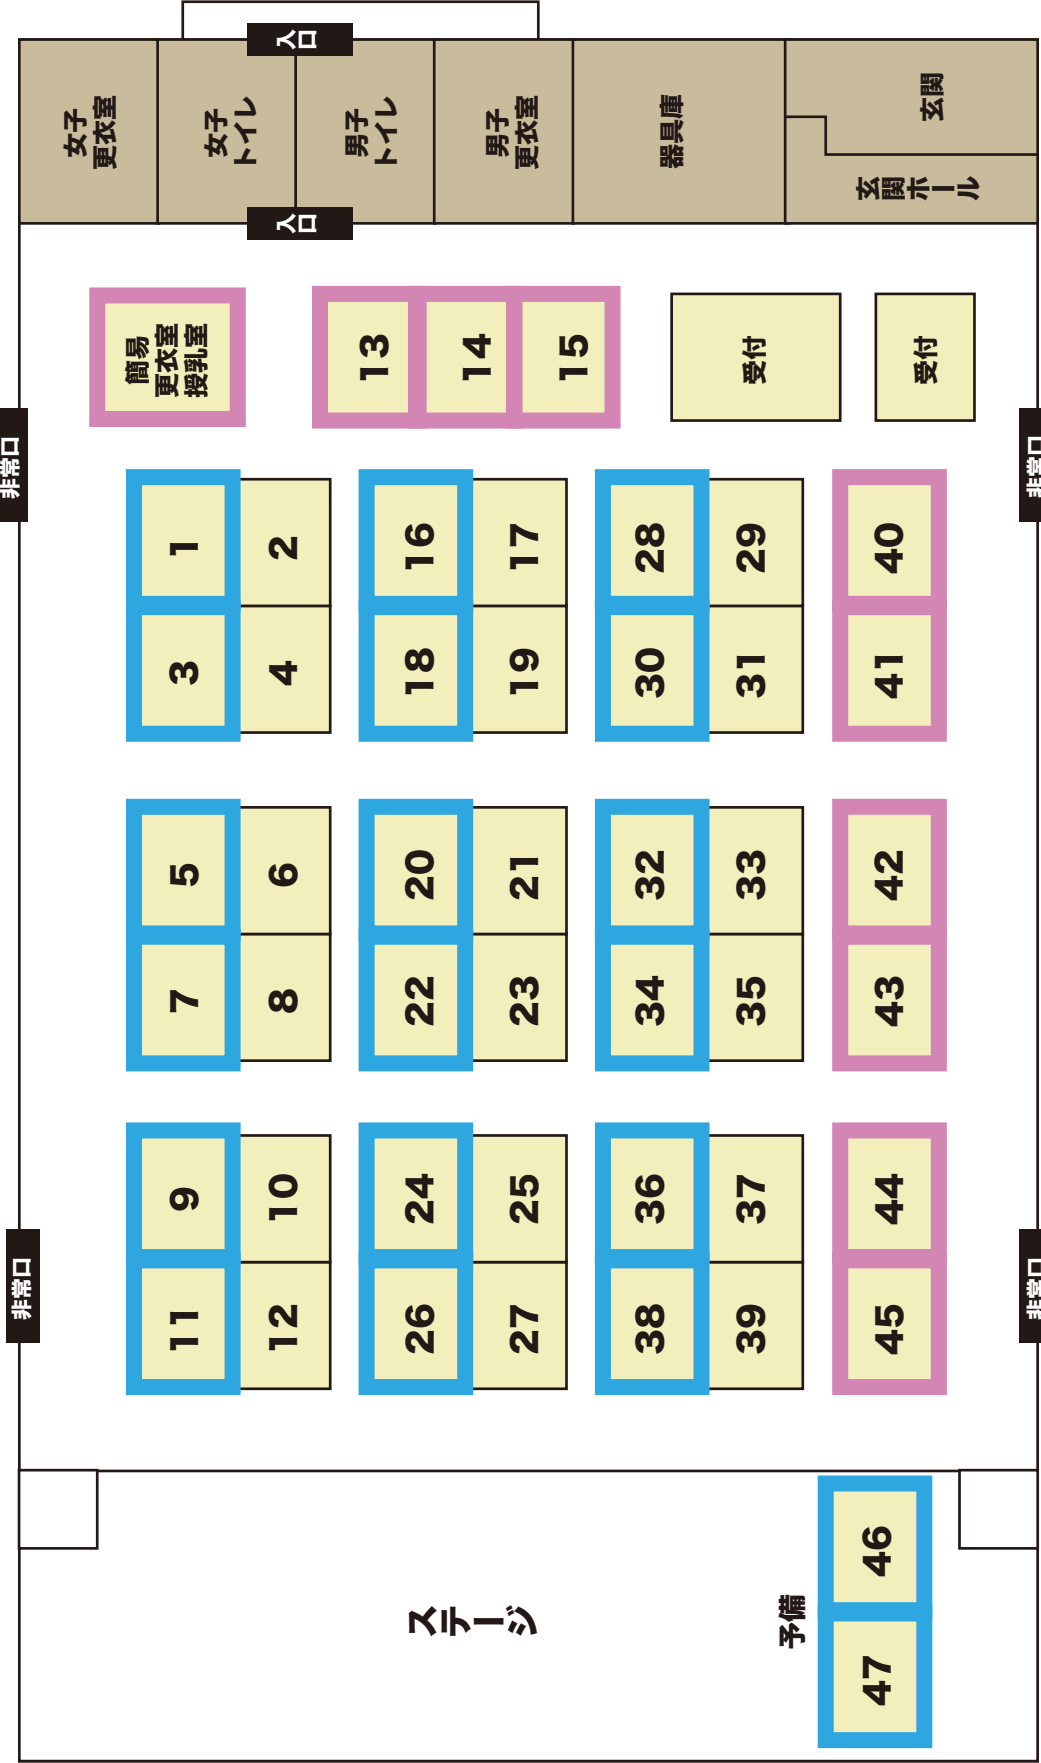 入口
女子
更衣室
女子
トイレ
男子
トイレ
男子
更衣室
器具庫
玄関
玄関ホール
入口
簡易
更衣室
授乳室
13
14
15
受付
受付
非常口
非常口
1
2
16
17
28
29
40
3
4
18
19
30
31
41
5
6
20
21
32
33
42
7
8
22
23
34
35
43
9
10
24
25
36
37
44
非常口
非常口
11
12
26
27
38
39
45
ステージ
予備
46
47